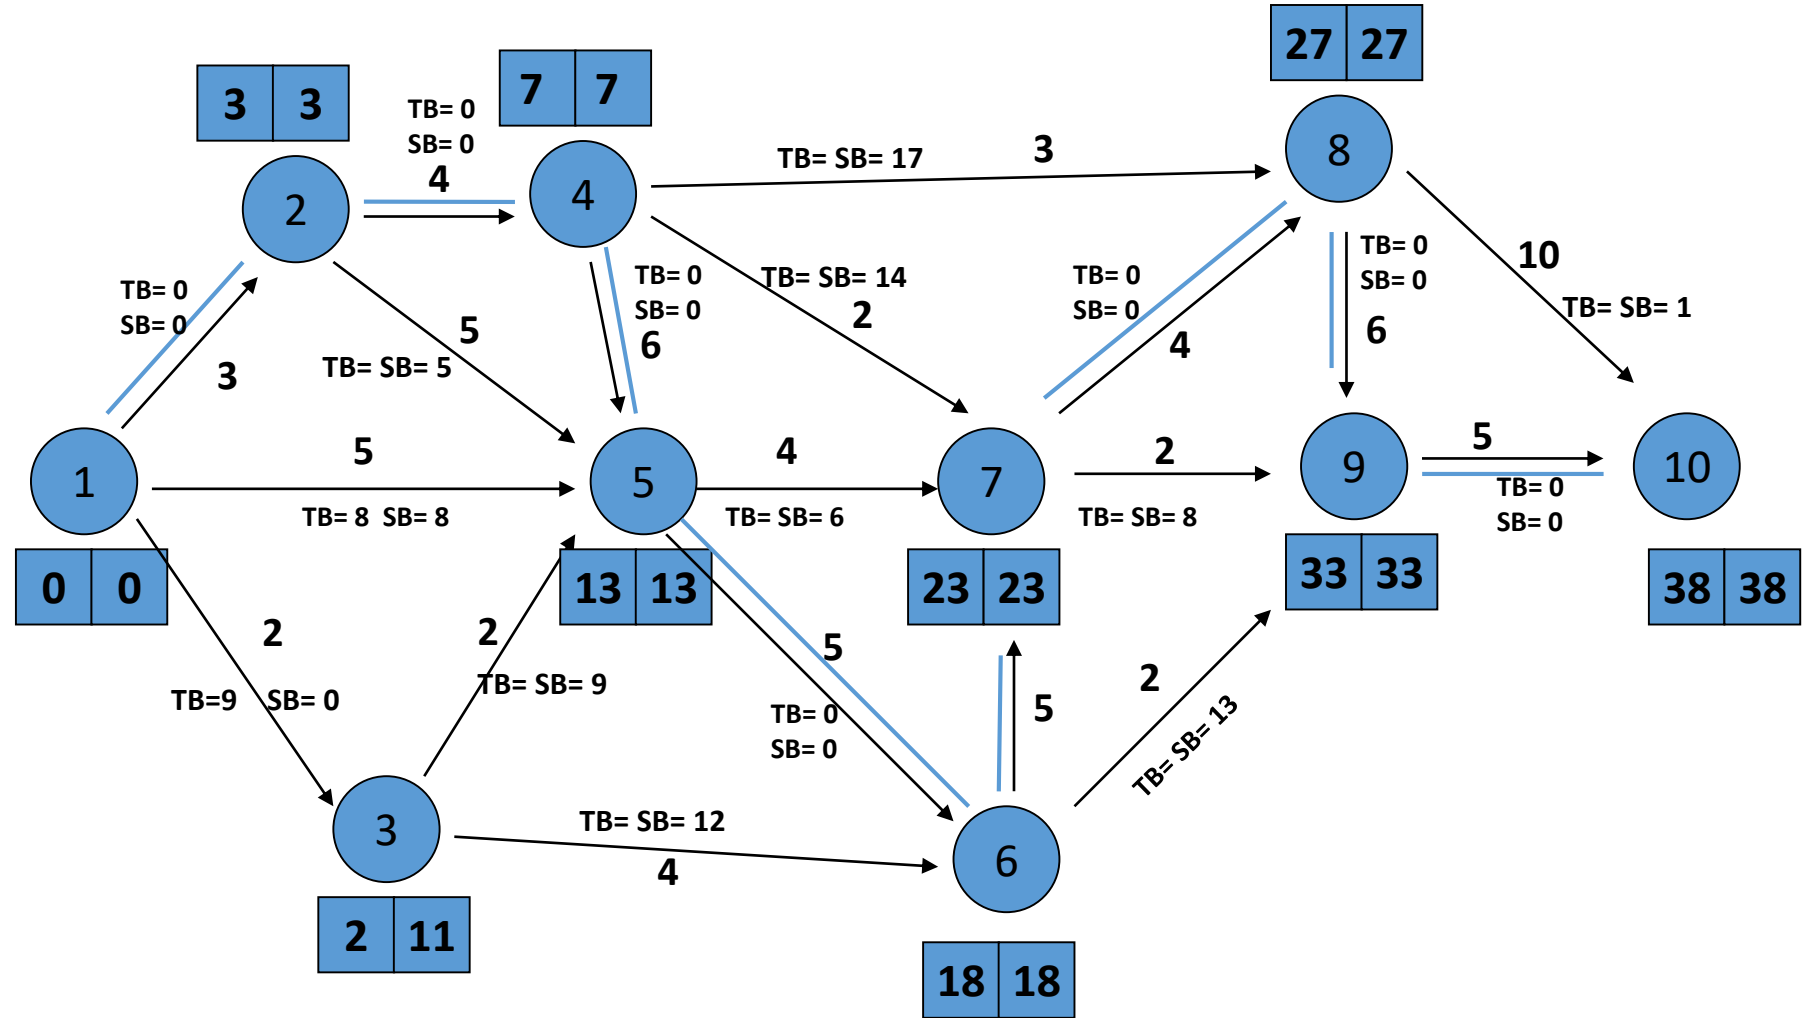 27 27
7 7
3 3
TB= 0
SB= 0
4
8
3
TB= SB= 17
4
2
TB= 0
SB= 0
10
TB= 0
SB= 0
TB= SB= 14
2
TB= 0
SB= 0
TB= 0
SB= 0
TB= SB= 1
6
6
4
5
TB= SB= 5
3
5
4
2
5
1
5
7
9
10
TB= 8 SB= 8
TB= SB= 6
TB= SB= 8
TB= 0
SB= 0
0 0
13 13
23 23
33 33
38 38
2
2
5
2
TB=9 SB= 0
TB= SB= 9
TB= 0
SB= 0
5
TB= SB= 13
3
TB= SB= 12
4
6
2 11
18 18